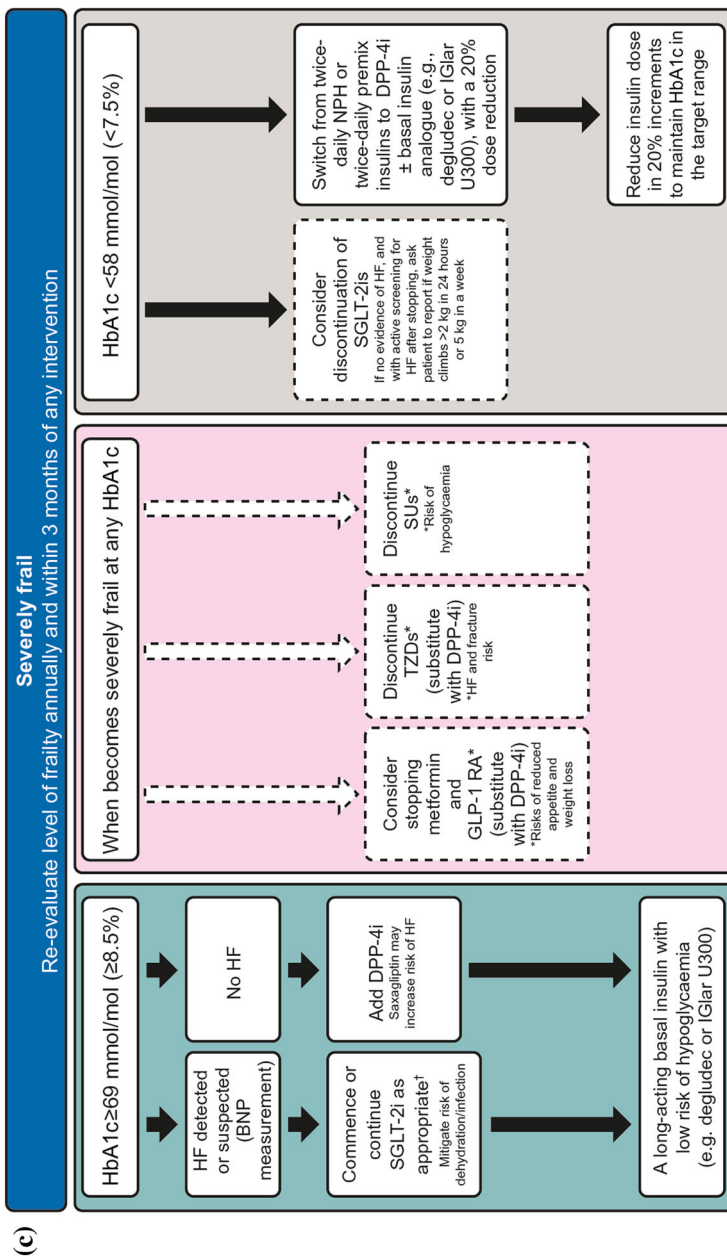 (c)
Severely frail
Re-evaluate level of frailty annually and within 3 months of any intervention
HbA1c≥69 mmol/mol (≥8.5%)
HF detected
or suspected
(BNP
measurement)
No HF
Commence or
continue
SGLT-2i as
appropriate†
Mitigate risk of
dehydration/infection
Add DPP-4i
Saxagliptin may
increase risk of HF
A long-acting basal insulin with
low risk of hypoglycaemia
(e.g. degludec or IGlar U300)
When becomes severely frail at any HbA1c
Consider
stopping
metformin
and
GLP-1 RA*
(substitute
with DPP-4i)
*Risks of reduced
appetite and
weight loss
Discontinue
TZDs*
(substitute
with DPP-4i)
*HF and fracture
risk
Discontinue
SUs*
*Risk of
hypoglycaemia
HbA1c <58 mmol/mol (<7.5%)
Consider
discontinuation of
SGLT-2is
If no evidence of HF, and
with active screening for
HF after stopping, ask
patient to report if weight
climbs >2 kg in 24 hours
or 5 kg in a week
Switch from twice-
daily NPH or
twice-daily premix
insulins to DPP-4i
± basal insulin
analogue (e.g.,
degludec or IGlar
U300), with a 20%
dose reduction
Reduce insulin dose
in 20% increments
to maintain HbA1c in
the target range